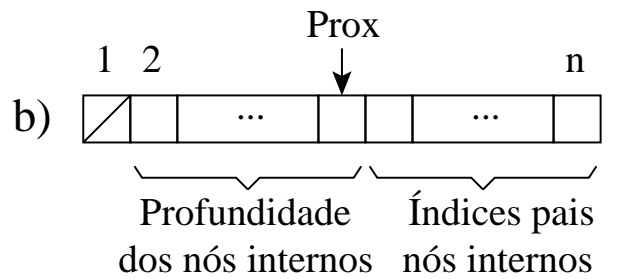 Prox
1 2 n
b) ... ...
Profundidade Índices pais
dos nós internos nós internos